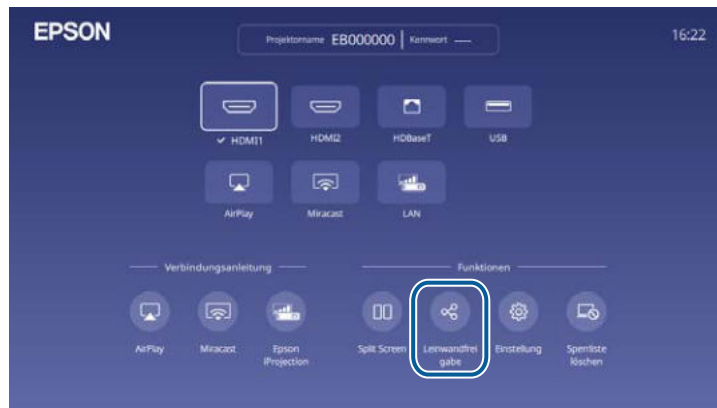 EPSON
Projektorname EB000000 | Kennwort —
16:22
HDMI1
HDMI2
HDBaseT
USB
AirPlay
Miracast
LAN
Verbindungsanleitung
Funktionen
AirPlay
Miracast
Epson
iProjection
Split Screen
Leinwandfrei
gabe
Einstellung
Sperrliste
löschen